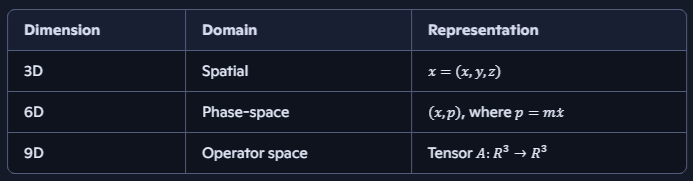 Dimension Domain Representation
3D Spatial x = (x, y, z)
6D Phase-space (x, p), where p = mẋ
9D Operator space Tensor A: R³ → R³